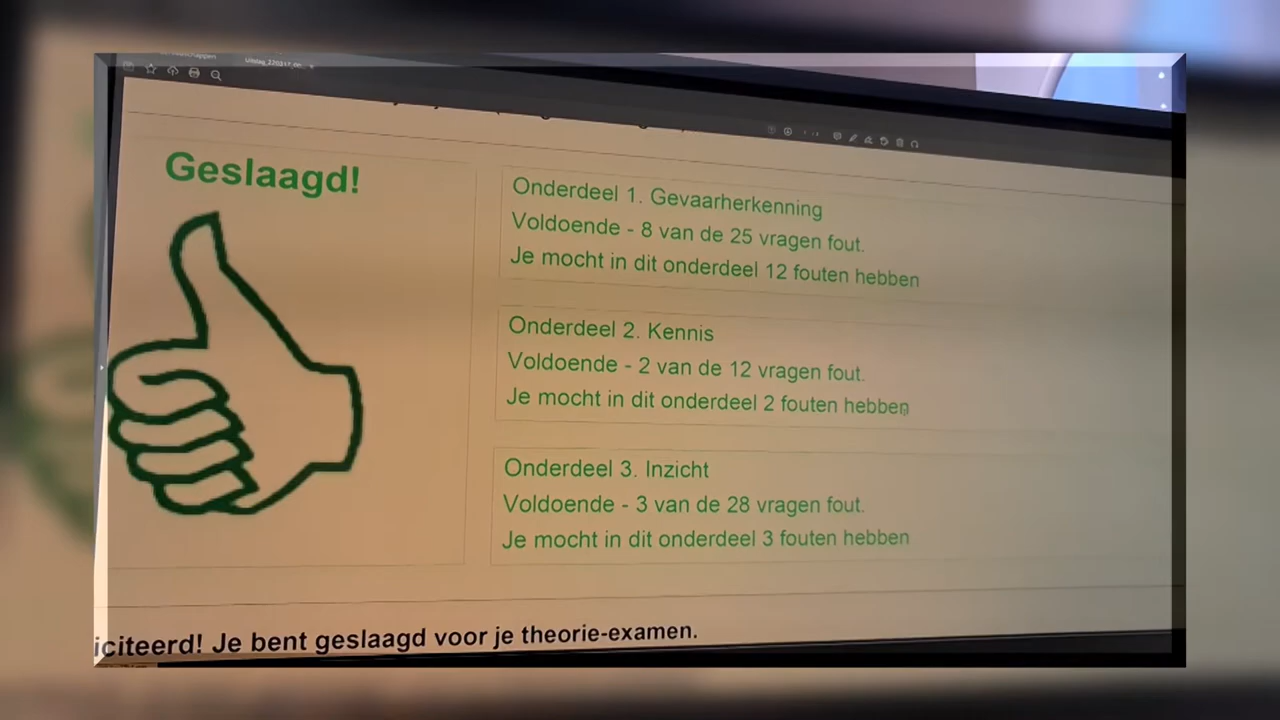 Geslaagd!
Onderdeel 1. Gevaarherkenning
Voldoende - 8 van de 25 vragen fout.
Je mocht in dit onderdeel 12 fouten hebben
Onderdeel 2. Kennis
Voldoende - 2 van de 12 vragen fout.
Je mocht in dit onderdeel 2 fouten hebben
Onderdeel 3. Inzicht
Voldoende - 3 van de 28 vragen fout.
Je mocht in dit onderdeel 3 fouten hebben
iciteerd! Je bent geslaagd voor je theorie-examen.